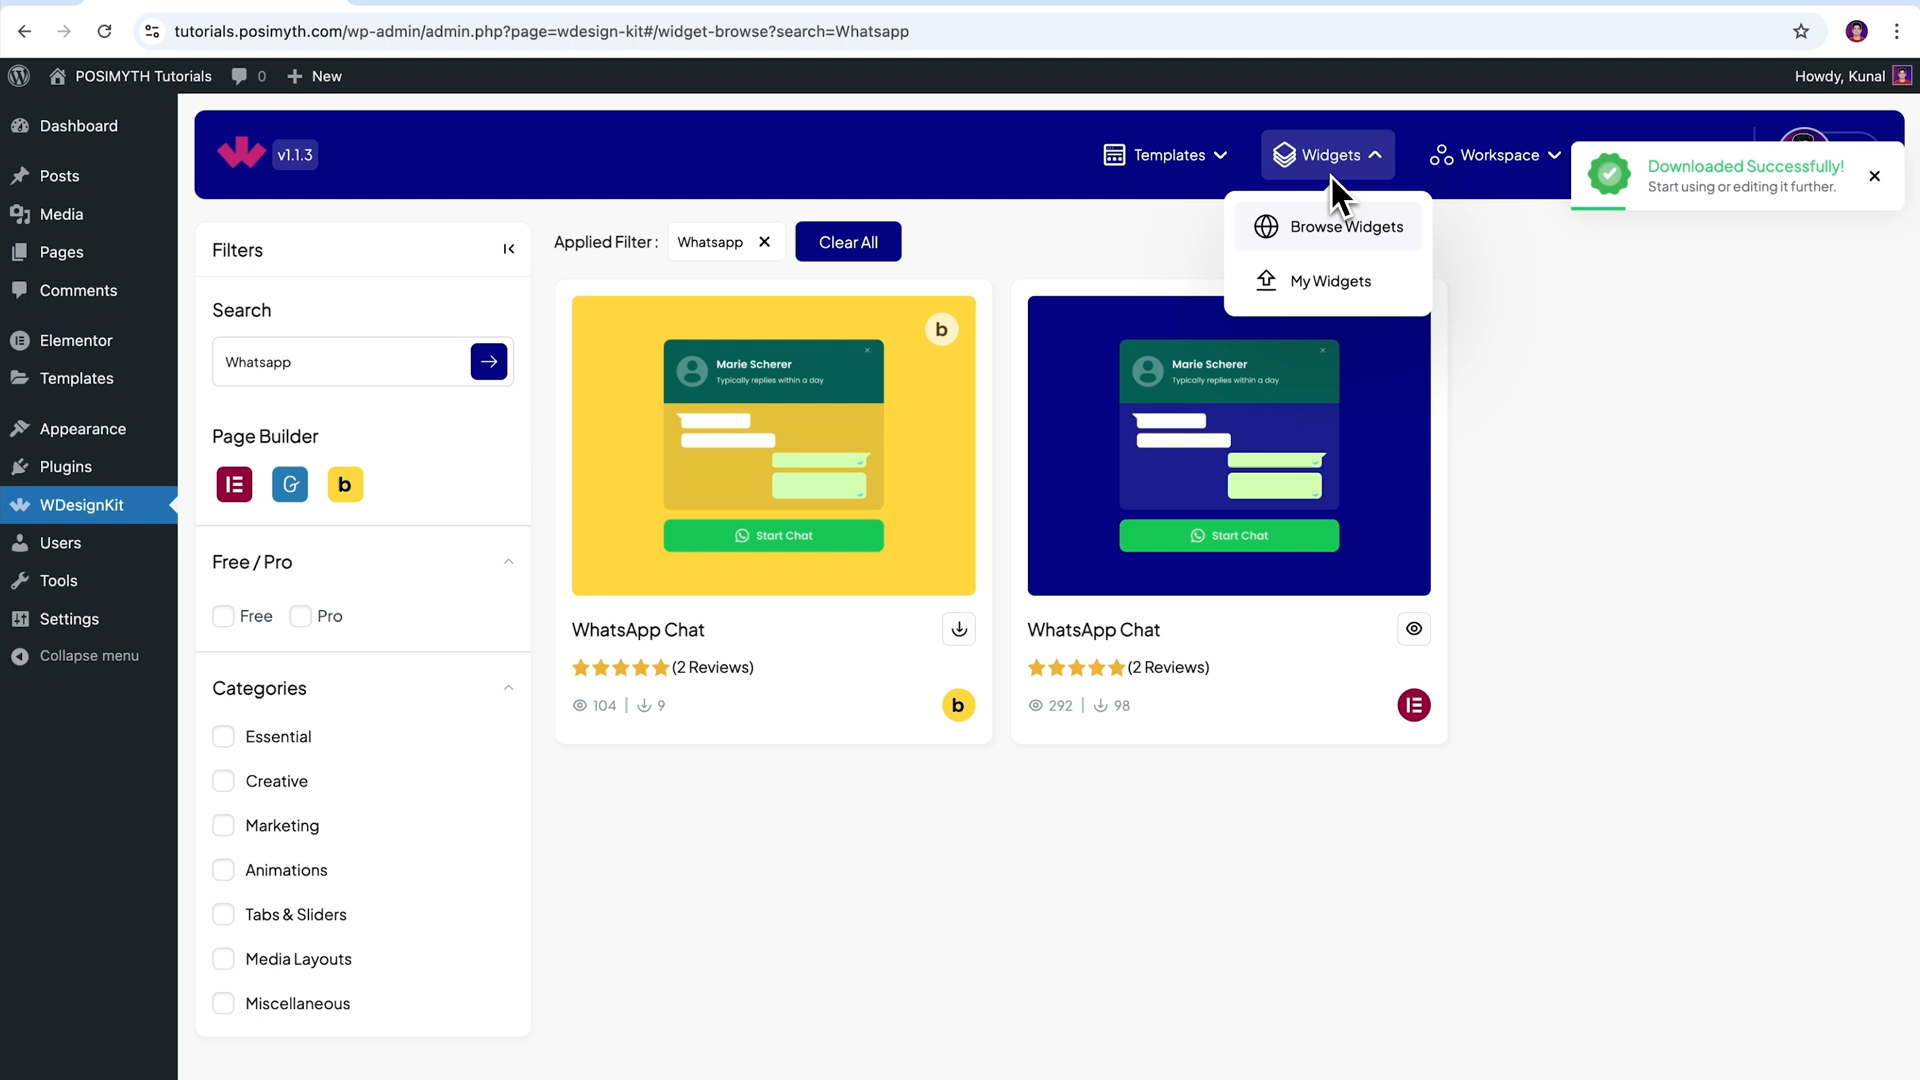 tutorials.posimyth.com/wp-admin/admin.php?page=wdesign-kit#/widget-browse?search=Whatsapp
POSIMYTH Tutorials
0
New
Howdy, Kunal
Dashboard
Posts
Media
Pages
Comments
Elementor
Templates
Appearance
Plugins
WDesignKit
Users
Tools
Settings
Collapse menu
v1.1.3
Templates
Widgets
Workspace
Browse Widgets
My Widgets
Downloaded Successfully!
Start using or editing it further.
Filters
Search
Whatsapp
Page Builder
b
Free / Pro
Free
Pro
Categories
Essential
Creative
Marketing
Animations
Tabs & Sliders
Media Layouts
Miscellaneous
Applied Filter :
Whatsapp
Clear All
b
Marie Scherer
Typically replies within a day
Start Chat
WhatsApp Chat
(2 Reviews)
104 | 9
b
Marie Scherer
Typically replies within a day
Start Chat
WhatsApp Chat
(2 Reviews)
292 | 98